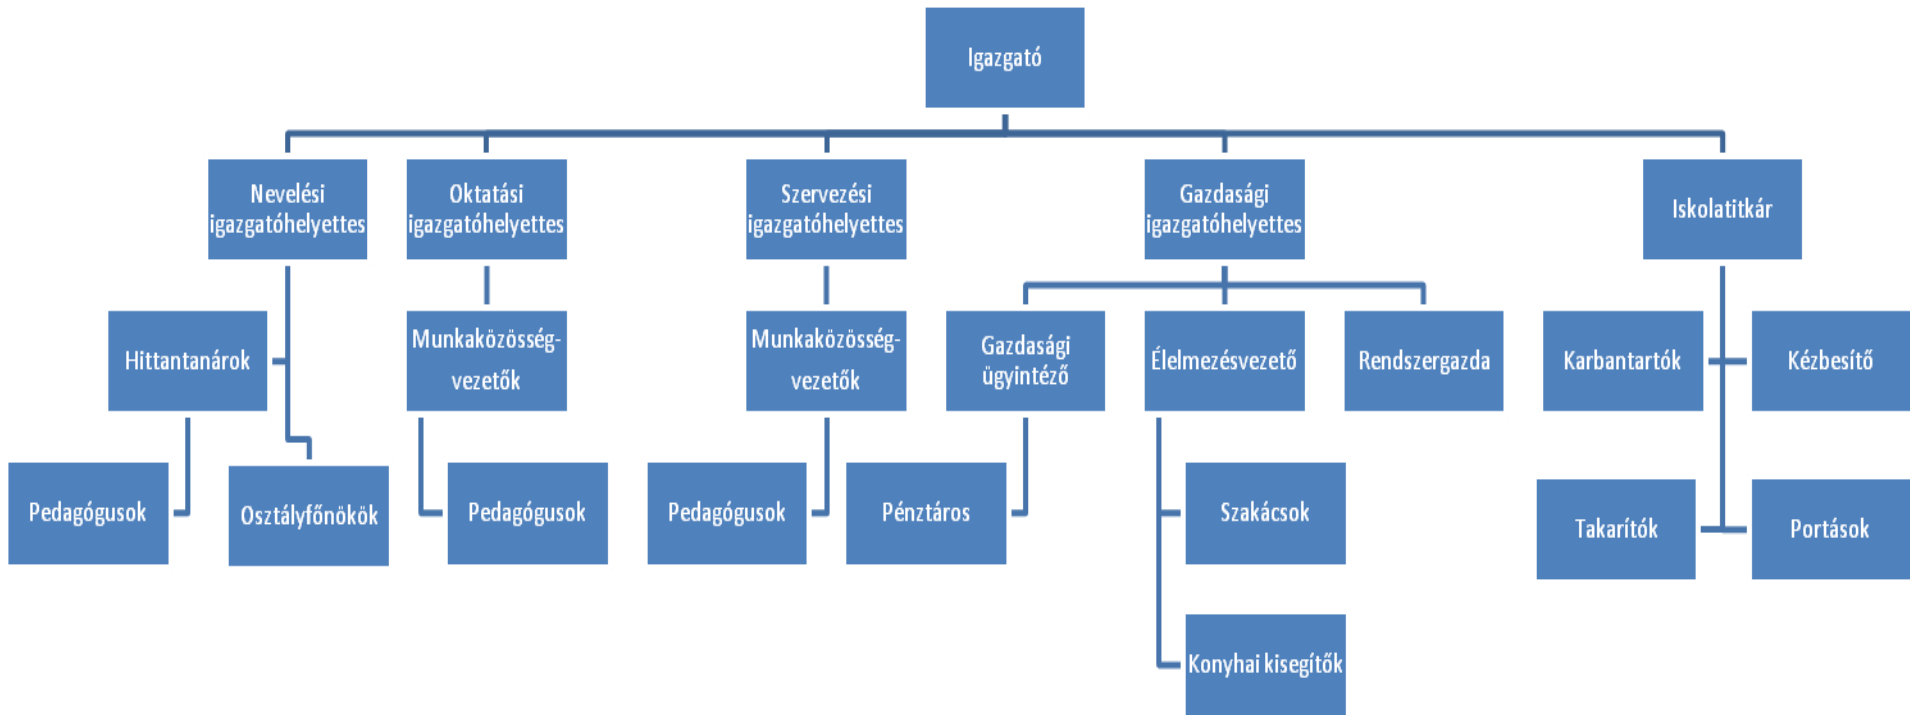 Igazgató
Nevelési
igazgatóhelyettes
Oktatási
igazgatóhelyettes
Szervezési
igazgatóhelyettes
Gazdasági
igazgatóhelyettes
Iskolatitkár
Hittantanárok
Munkaközösség-
vezetők
Munkaközösség-
vezetők
Gazdasági
ügyintéző
Élelmezésvezető
Rendszergazda
Karbantartók
Kézbesítő
Pedagógusok
Osztályfőnökök
Pedagógusok
Pedagógusok
Pénztáros
Szakácsok
Takarítók
Portások
Konyhai kisegítők